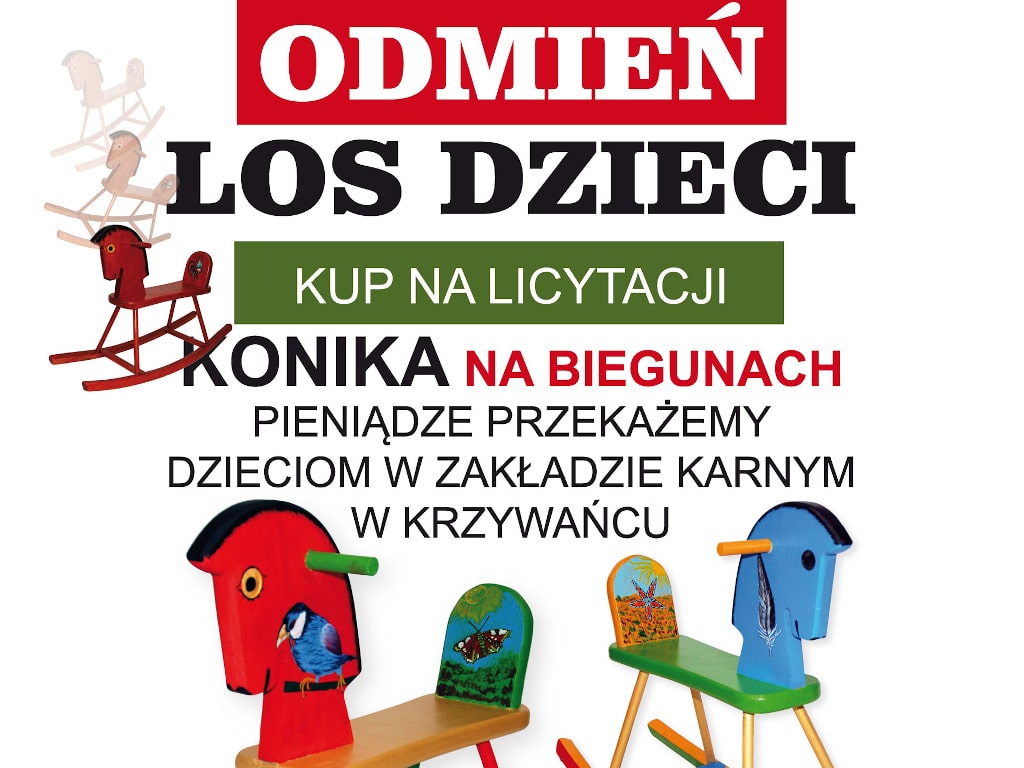 ODMIEŃ
LOS DZIECI
KUP NA LICYTACJI
KONIKA NA BIEGUNACH
PIENIĄDZE PRZEKAŻEMY
DZIECIOM W ZAKŁADZIE KARNYM
W KRZYWAŃCU